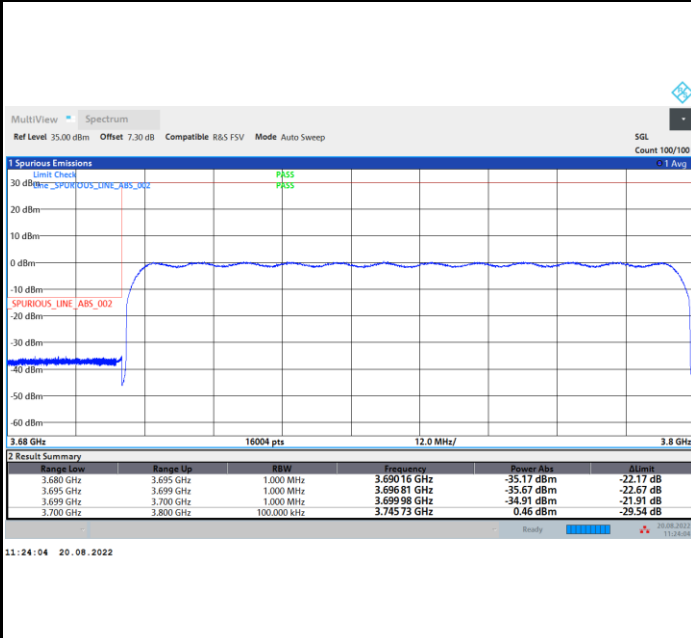 MultiView Spectrum
Ref Level 35.00 dBm Offset 7.30 dB Compatible R&S FSV Mode Auto Sweep SGL
Count 100/100
1 Spurious Emissions 1 Avg
Limit Check PASS
30 dBm Line _SPURIOUS_LINE_ABS_002 PASS
20 dBm
10 dBm
0 dBm
-10 dBm
_SPURIOUS_LINE_ABS_002
-20 dBm
-30 dBm
-40 dBm
-50 dBm
-60 dBm
3.68 GHz 16004 pts 12.0 MHz/ 3.8 GHz
2 Result Summary
Range Low Range Up RBW Frequency Power Abs ΔLimit
3.680 GHz 3.695 GHz 1.000 MHz 3.690 16 GHz -35.17 dBm -22.17 dB
3.695 GHz 3.699 GHz 1.000 MHz 3.696 81 GHz -35.67 dBm -22.67 dB
3.699 GHz 3.700 GHz 1.000 MHz 3.699 98 GHz -34.91 dBm -21.91 dB
3.700 GHz 3.800 GHz 100.000 kHz 3.745 73 GHz 0.46 dBm -29.54 dB
Ready 20.08.2022
11:24:04
11:24:04 20.08.2022